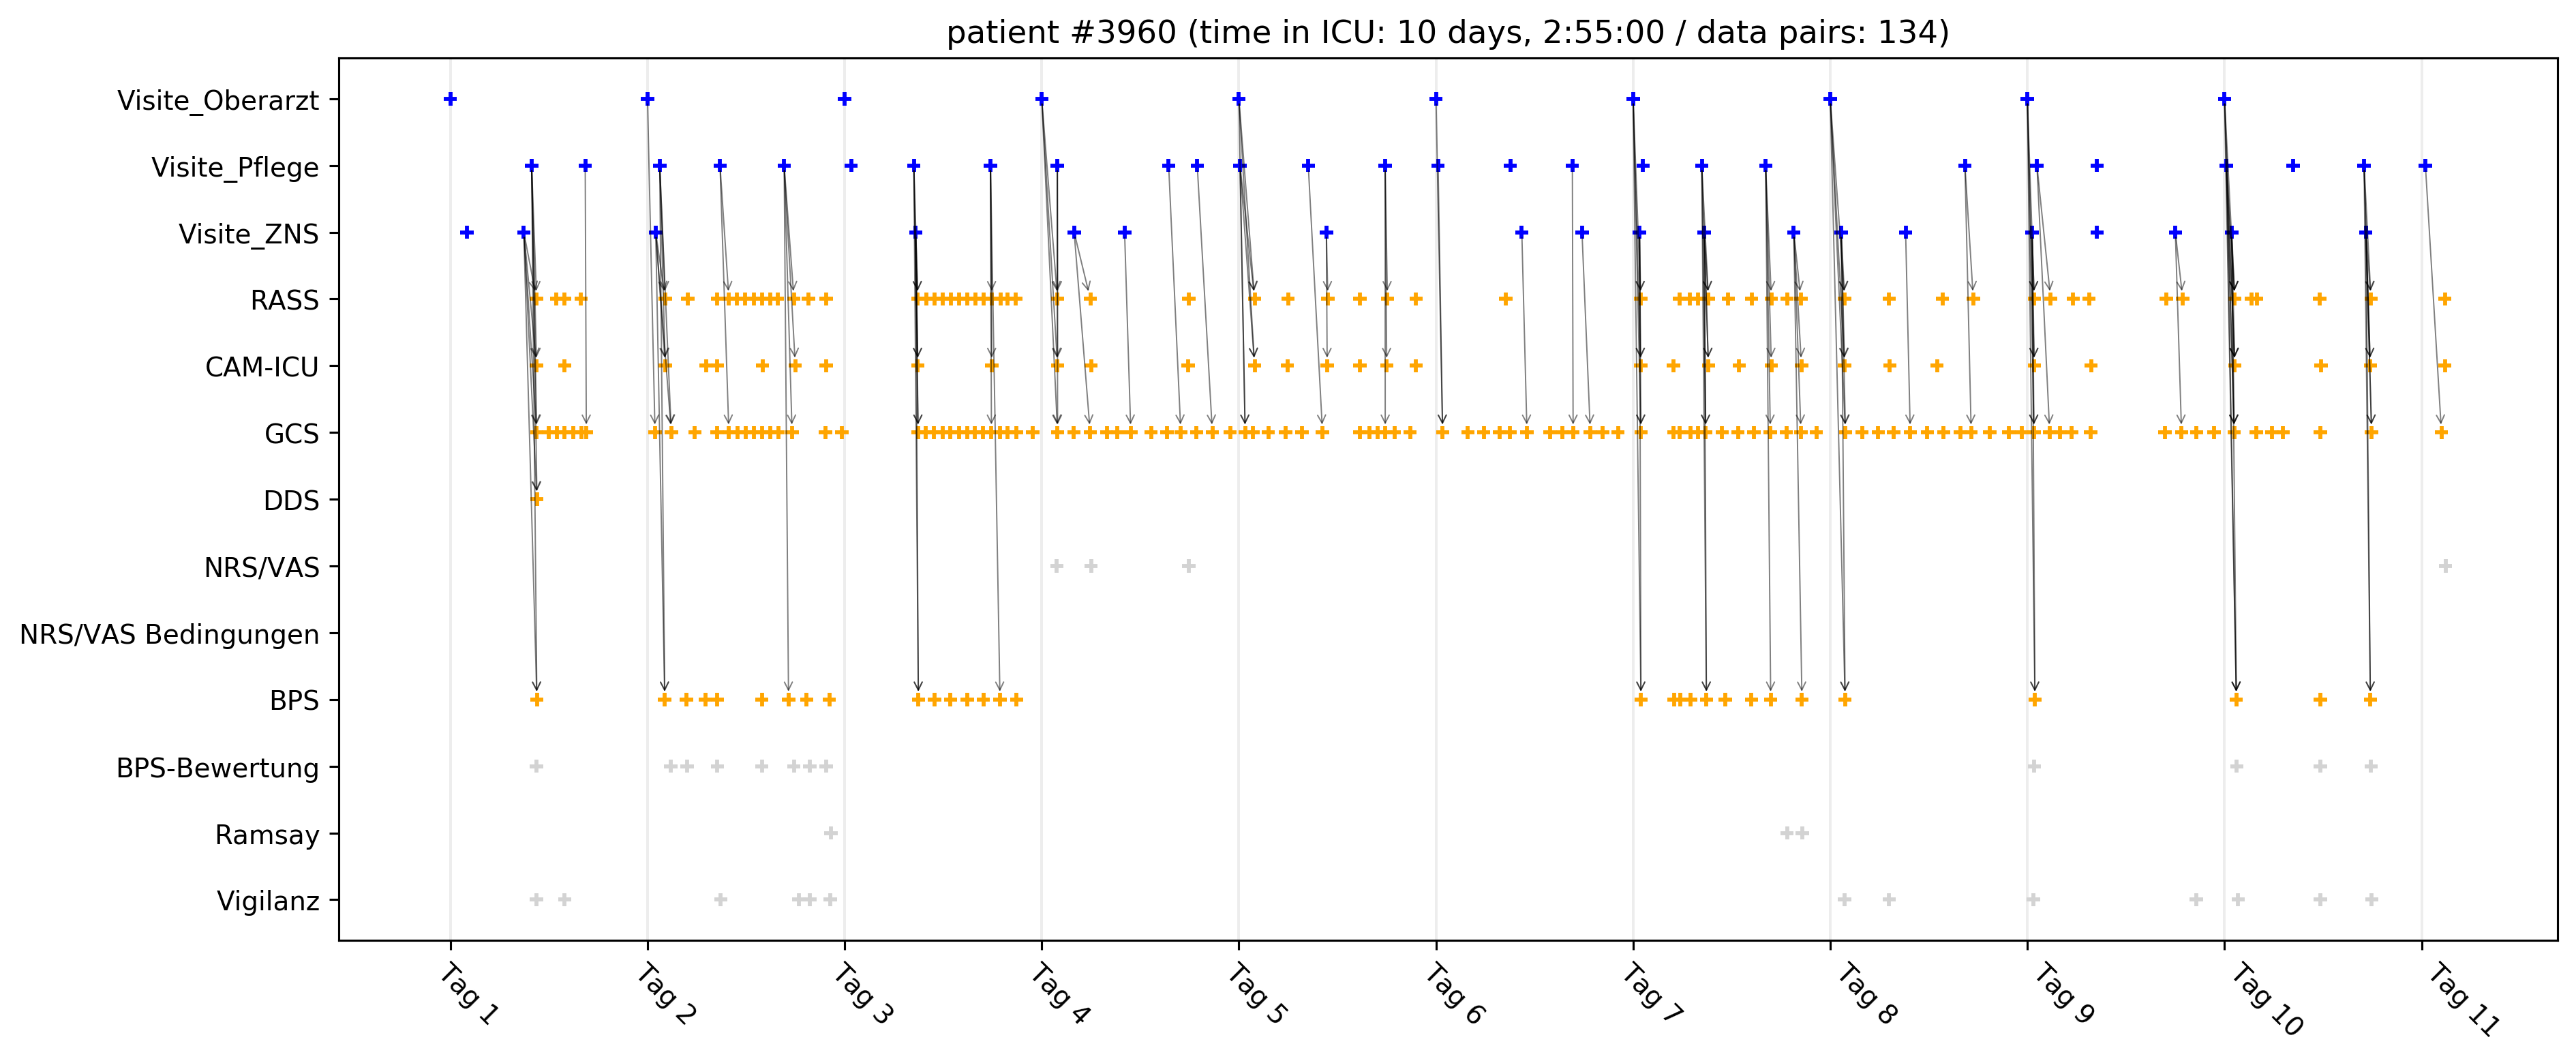 patient #3960 (time in ICU: 10 days, 2:55:00 / data pairs: 134)
Visite_Oberarzt
Visite_Pflege
Visite_ZNS
RASS
CAM-ICU
GCS
DDS
NRS/VAS
NRS/VAS Bedingungen
BPS
BPS-Bewertung
Ramsay
Vigilanz
Tag 1
Tag 2
Tag 3
Tag 4
Tag 5
Tag 6
Tag 7
Tag 8
Tag 9
Tag 10
Tag 11